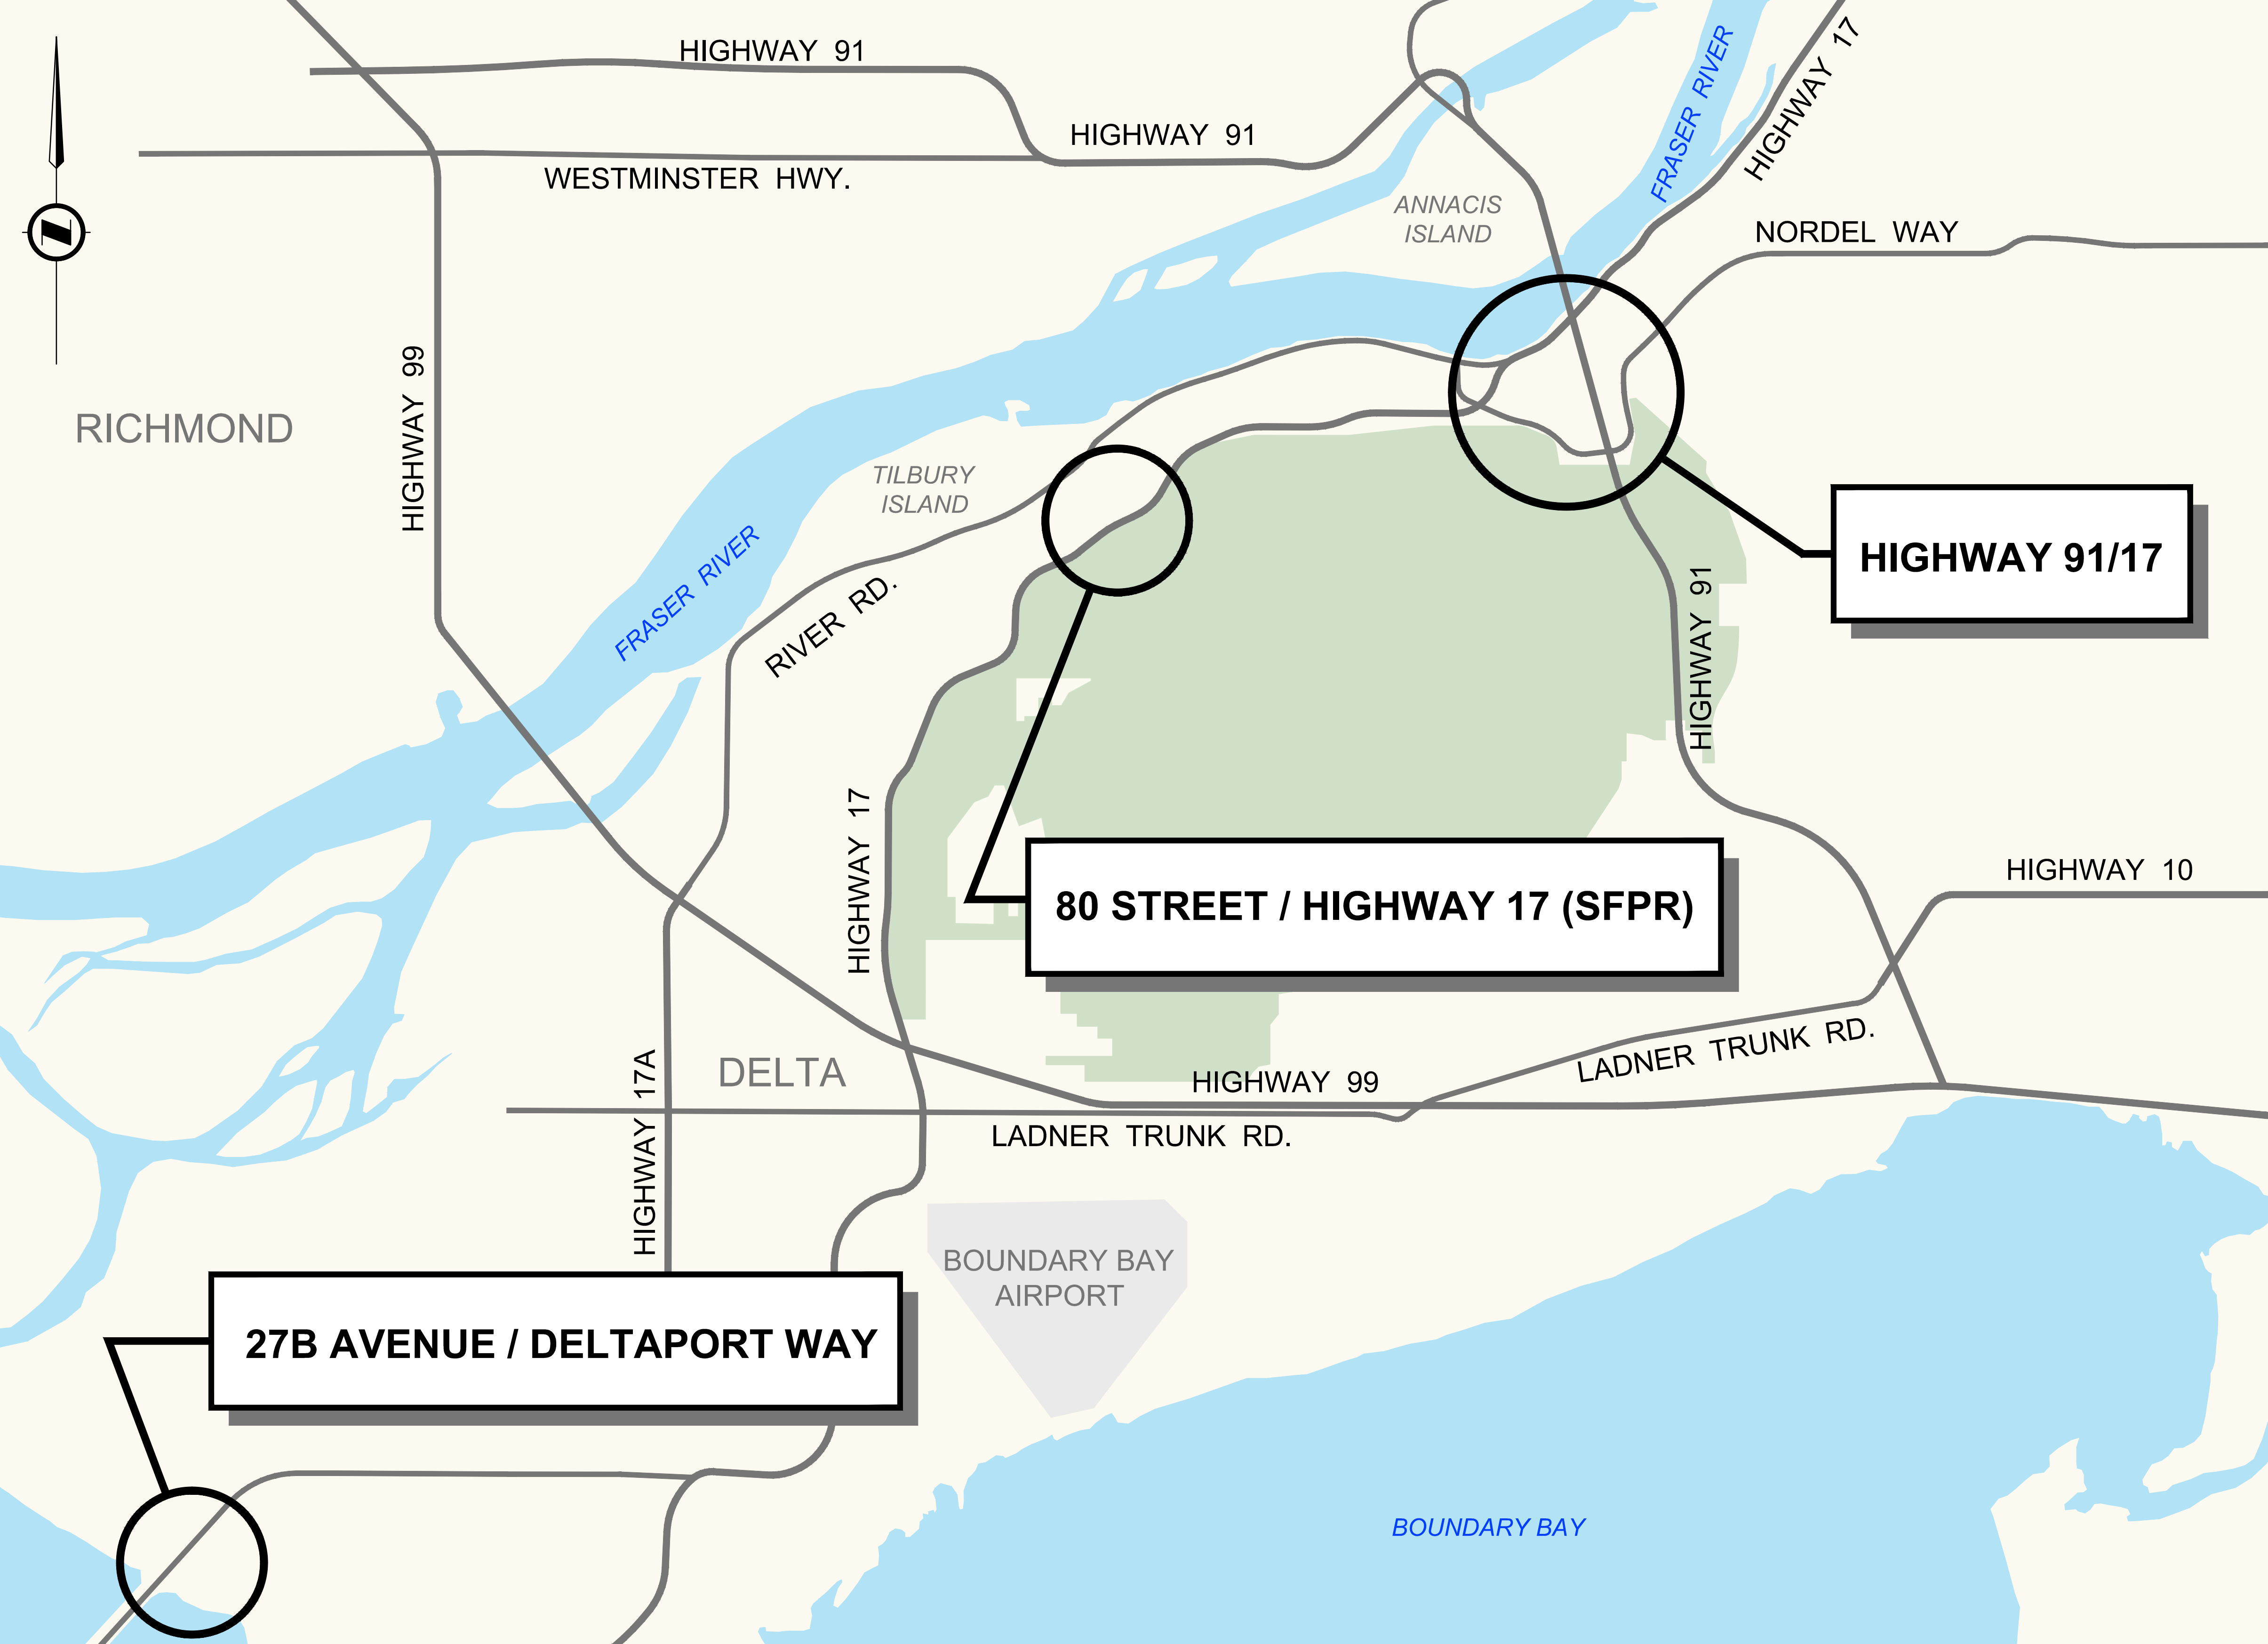 HIGHWAY 91
HIGHWAY 17
FRASER RIVER
HIGHWAY 91
WESTMINSTER HWY.
ANNACIS
ISLAND
NORDEL WAY
N
HIGHWAY 99
RICHMOND
TILBURY
ISLAND
HIGHWAY 91/17
FRASER RIVER
RIVER RD.
HIGHWAY 91
HIGHWAY 17
80 STREET / HIGHWAY 17 (SFPR)
HIGHWAY 10
LADNER TRUNK RD.
DELTA
HIGHWAY 99
HIGHWAY 17A
LADNER TRUNK RD.
BOUNDARY BAY
AIRPORT
27B AVENUE / DELTAPORT WAY
BOUNDARY BAY